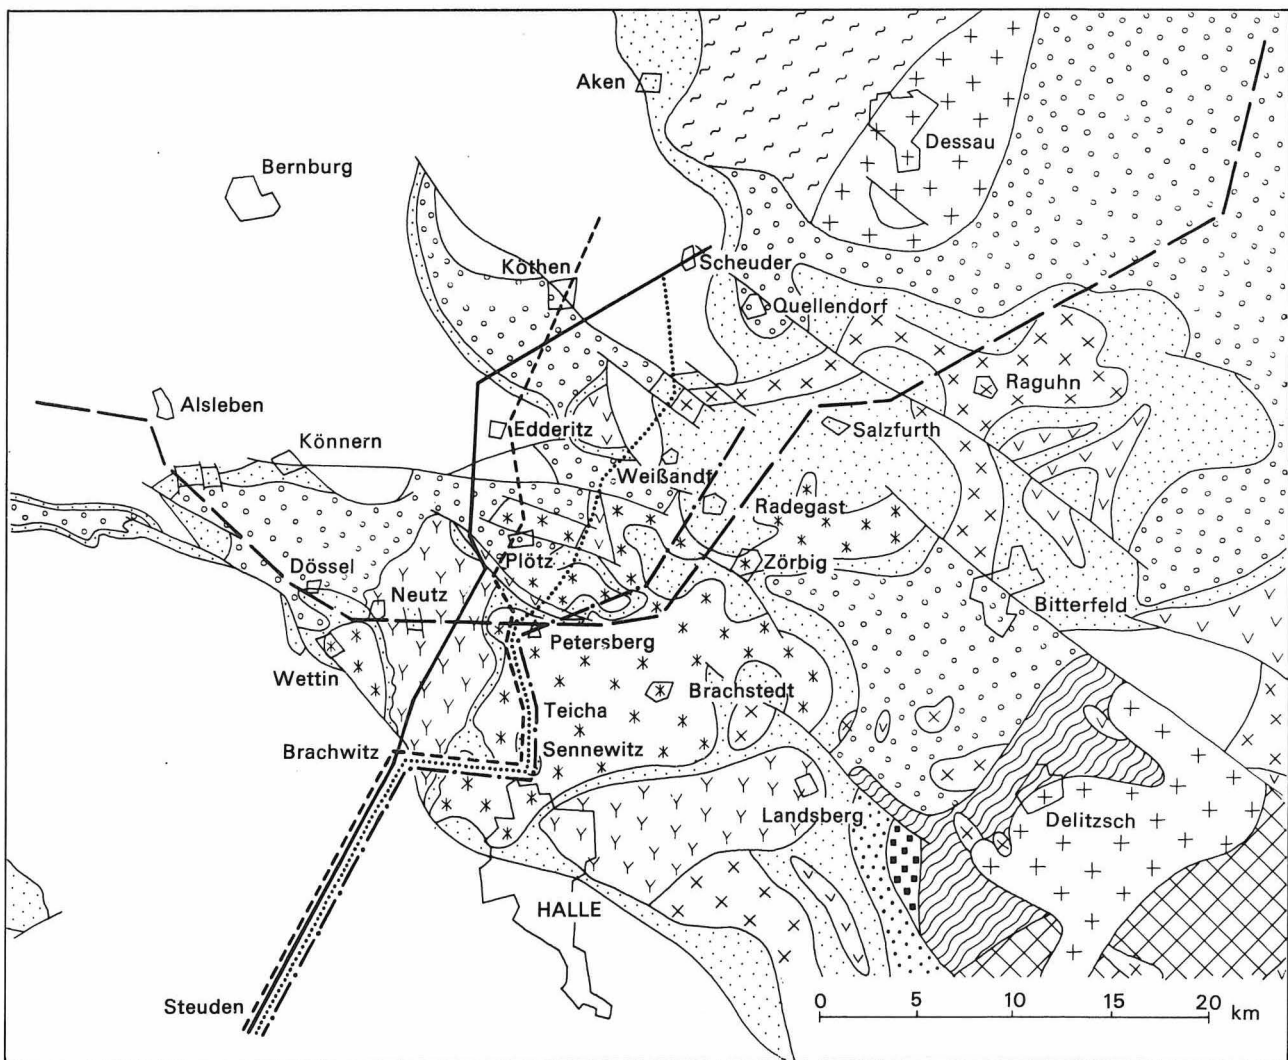 Aken
Dessau
Bernburg
Köthen
Scheuder
Quellendorf
Raguhn
Alsleben
Könnern
Edderitz
Salzfurth
Weißandt
Radegast
Plötz
Zörbig
Dössel
Neutz
Bitterfeld
Petersberg
Wettin
Brachstedt
Teicha
Brachwitz
Sennewitz
Landsberg
Delitzsch
HALLE
Steuden
0 5 10 15 20 km